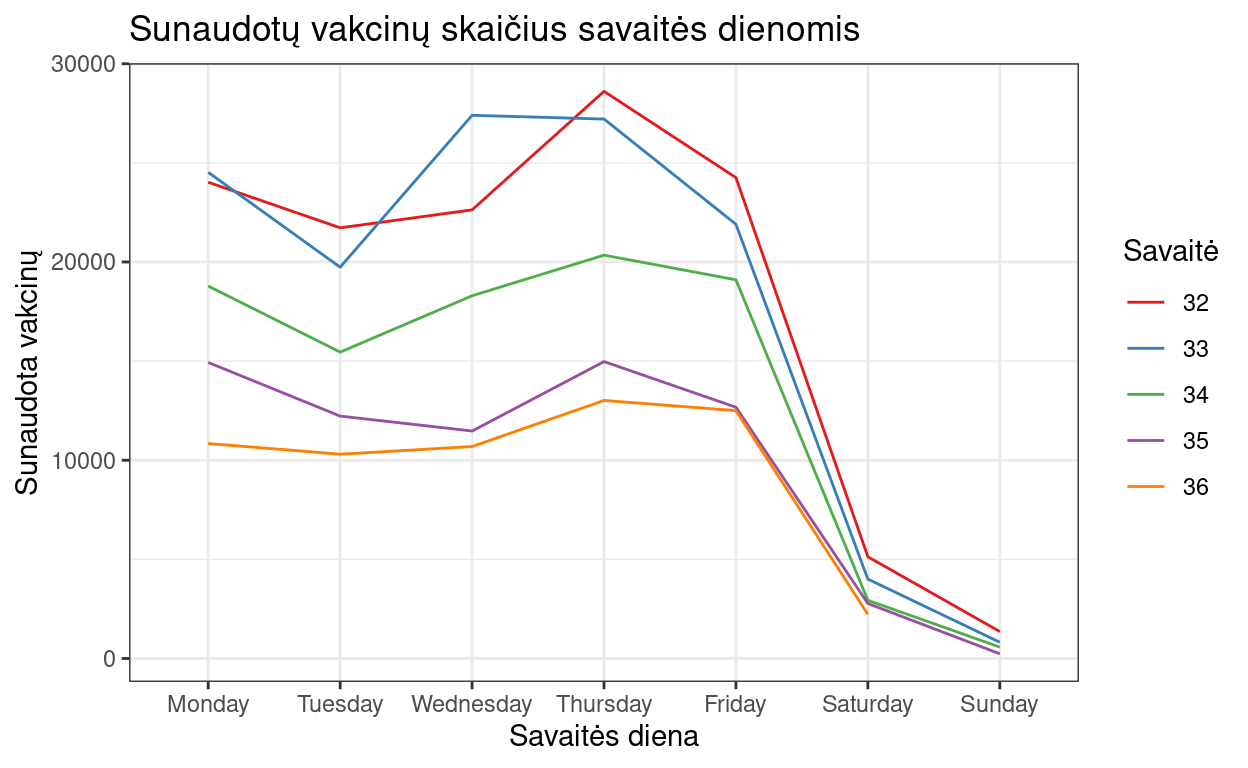 Sunaudotų vakcinų skaičius savaitės dienomis
30000
20000
10000
0
Sunaudota vakcinų
Monday Tuesday Wednesday Thursday Friday Saturday Sunday
Savaitės diena
Savaitė
32
33
34
35
36